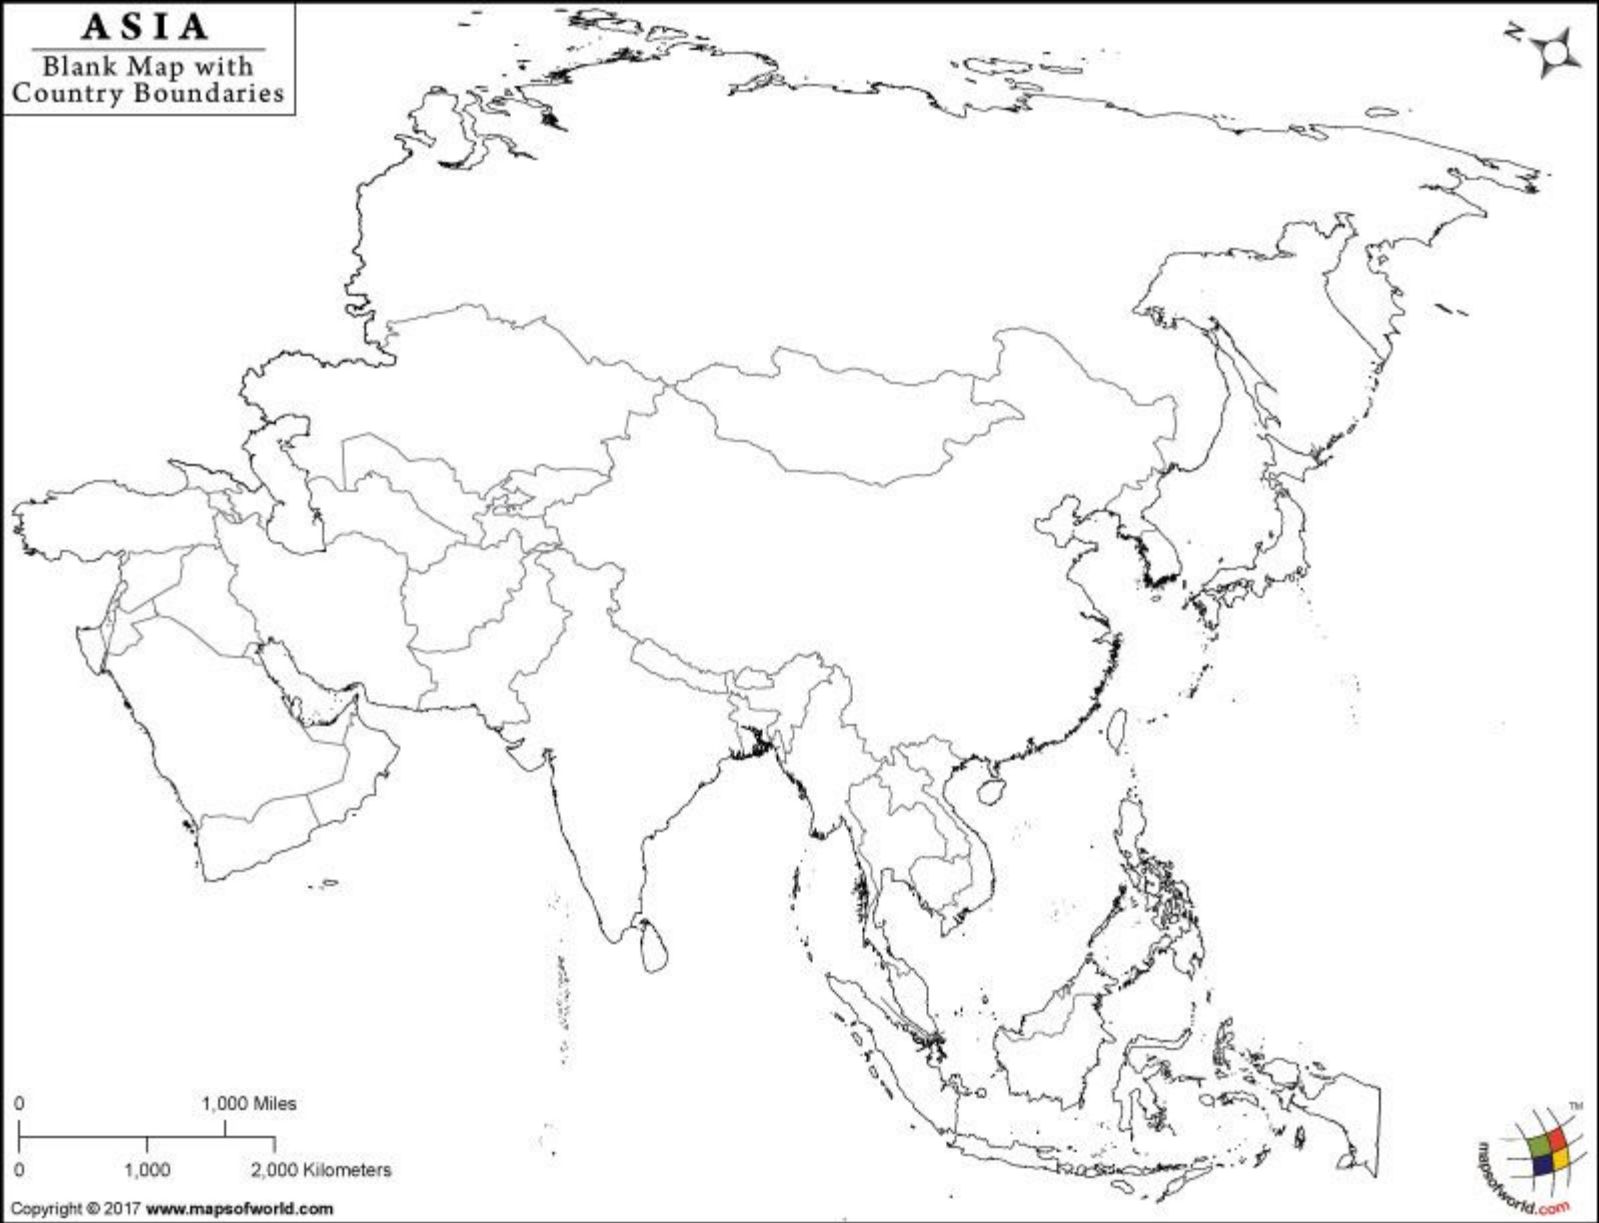 ASIA
Blank Map with
Country Boundaries
N
0 1,000 Miles
0 1,000 2,000 Kilometers
Copyright © 2017 www.mapsofworld.com
TM
mapsofworld.com